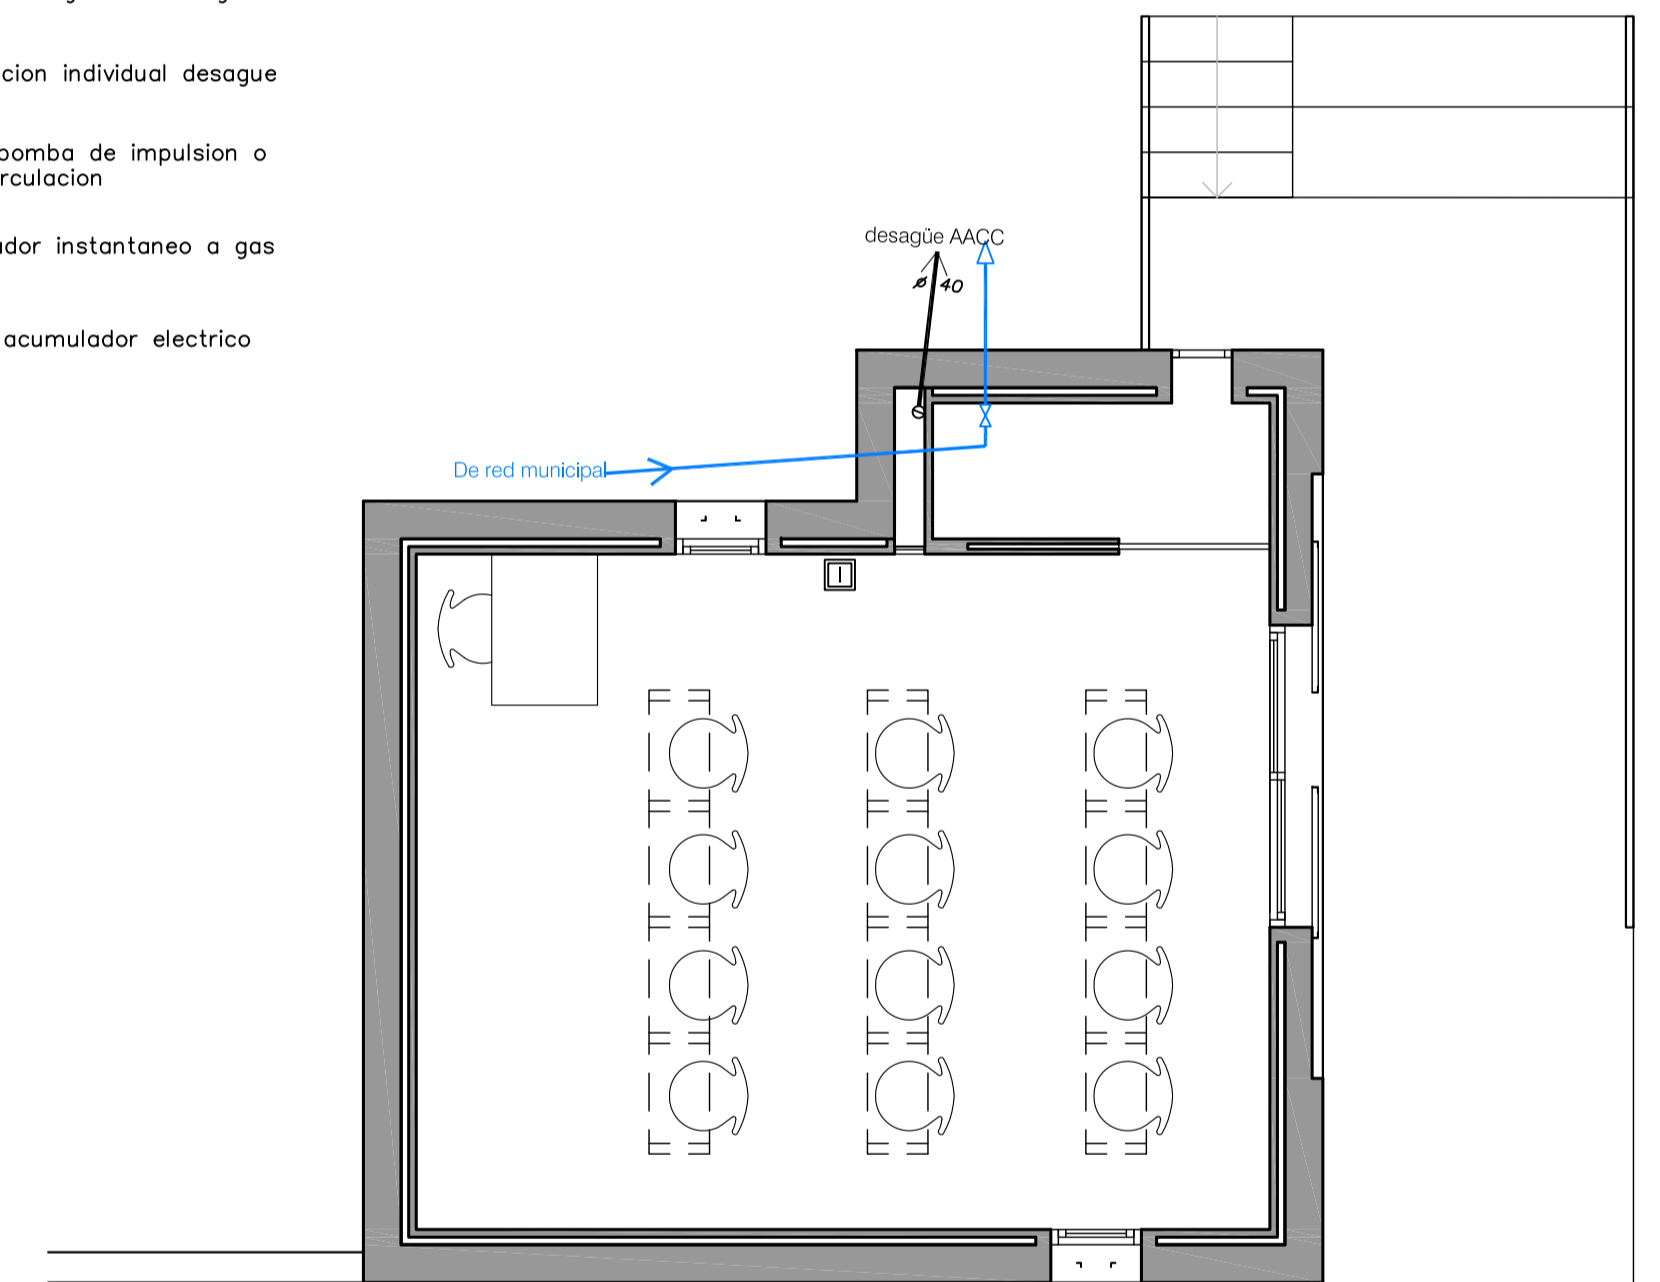 cion individual desague
bomba de impulsion o
rculacion
ador instantaneo a gas
acumulador electrico
desagüe AACC
ø 40
De red municipal